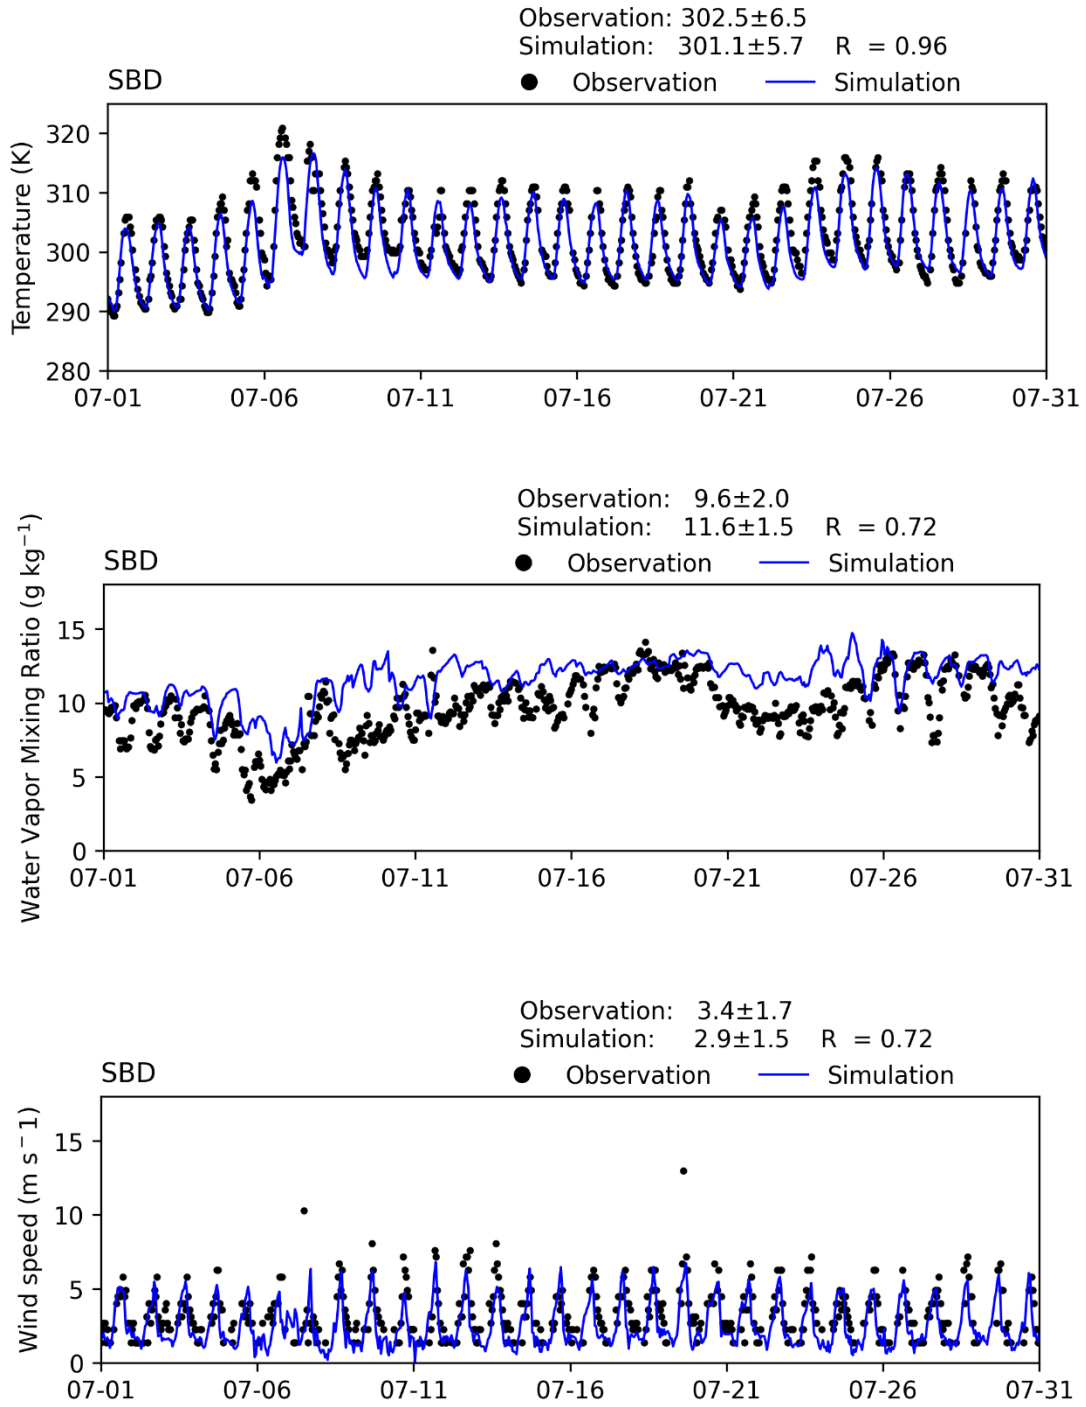 Observation: 302.5±6.5
Simulation: 301.1±5.7 R = 0.96
SBD
Observation Simulation
Temperature (K)
320
310
300
290
280
07-01 07-06 07-11 07-16 07-21 07-26 07-31
Observation: 9.6±2.0
Simulation: 11.6±1.5 R = 0.72
SBD
Observation Simulation
Water Vapor Mixing Ratio (g kg⁻¹)
15
10
5
0
07-01 07-06 07-11 07-16 07-21 07-26 07-31
Observation: 3.4±1.7
Simulation: 2.9±1.5 R = 0.72
SBD
Observation Simulation
Wind speed (m s⁻1)
15
10
5
0
07-01 07-06 07-11 07-16 07-21 07-26 07-31